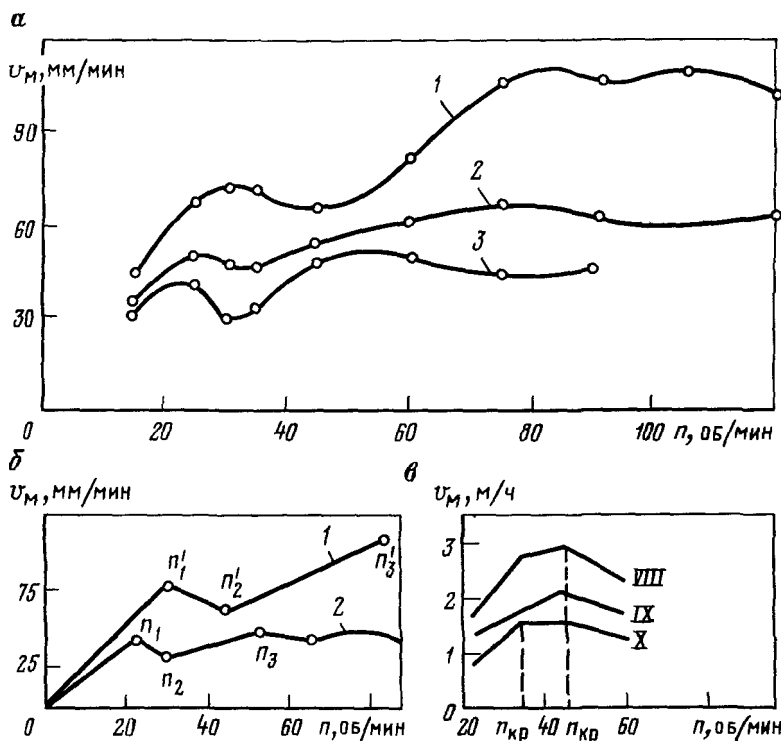 а
υм, мм/мин
90
60
30
0
1
2
3
20
40
60
80
100
n, об/мин
б
υм, мм/мин
75
25
0
n₁'
n₂'
1
n₃'
n₁
n₂
n₃
2
20
40
60
n, об/мин
в
υм, м/ч
3
2
1
0
VIII
IX
X
20
nкр
40
nкр
60
n, об/мин